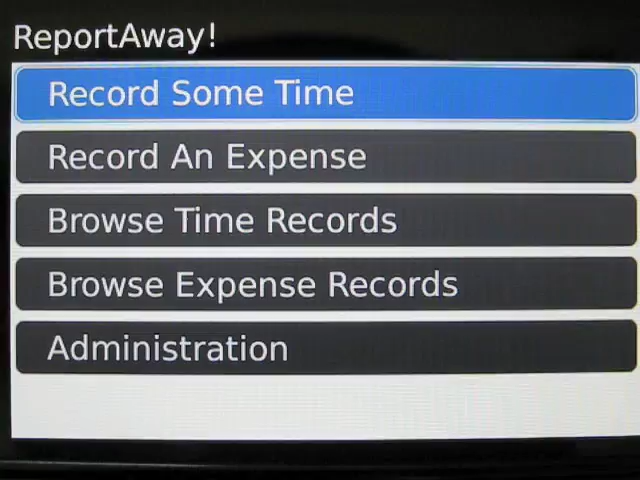 ReportAway!
Record Some Time
Record An Expense
Browse Time Records
Browse Expense Records
Administration